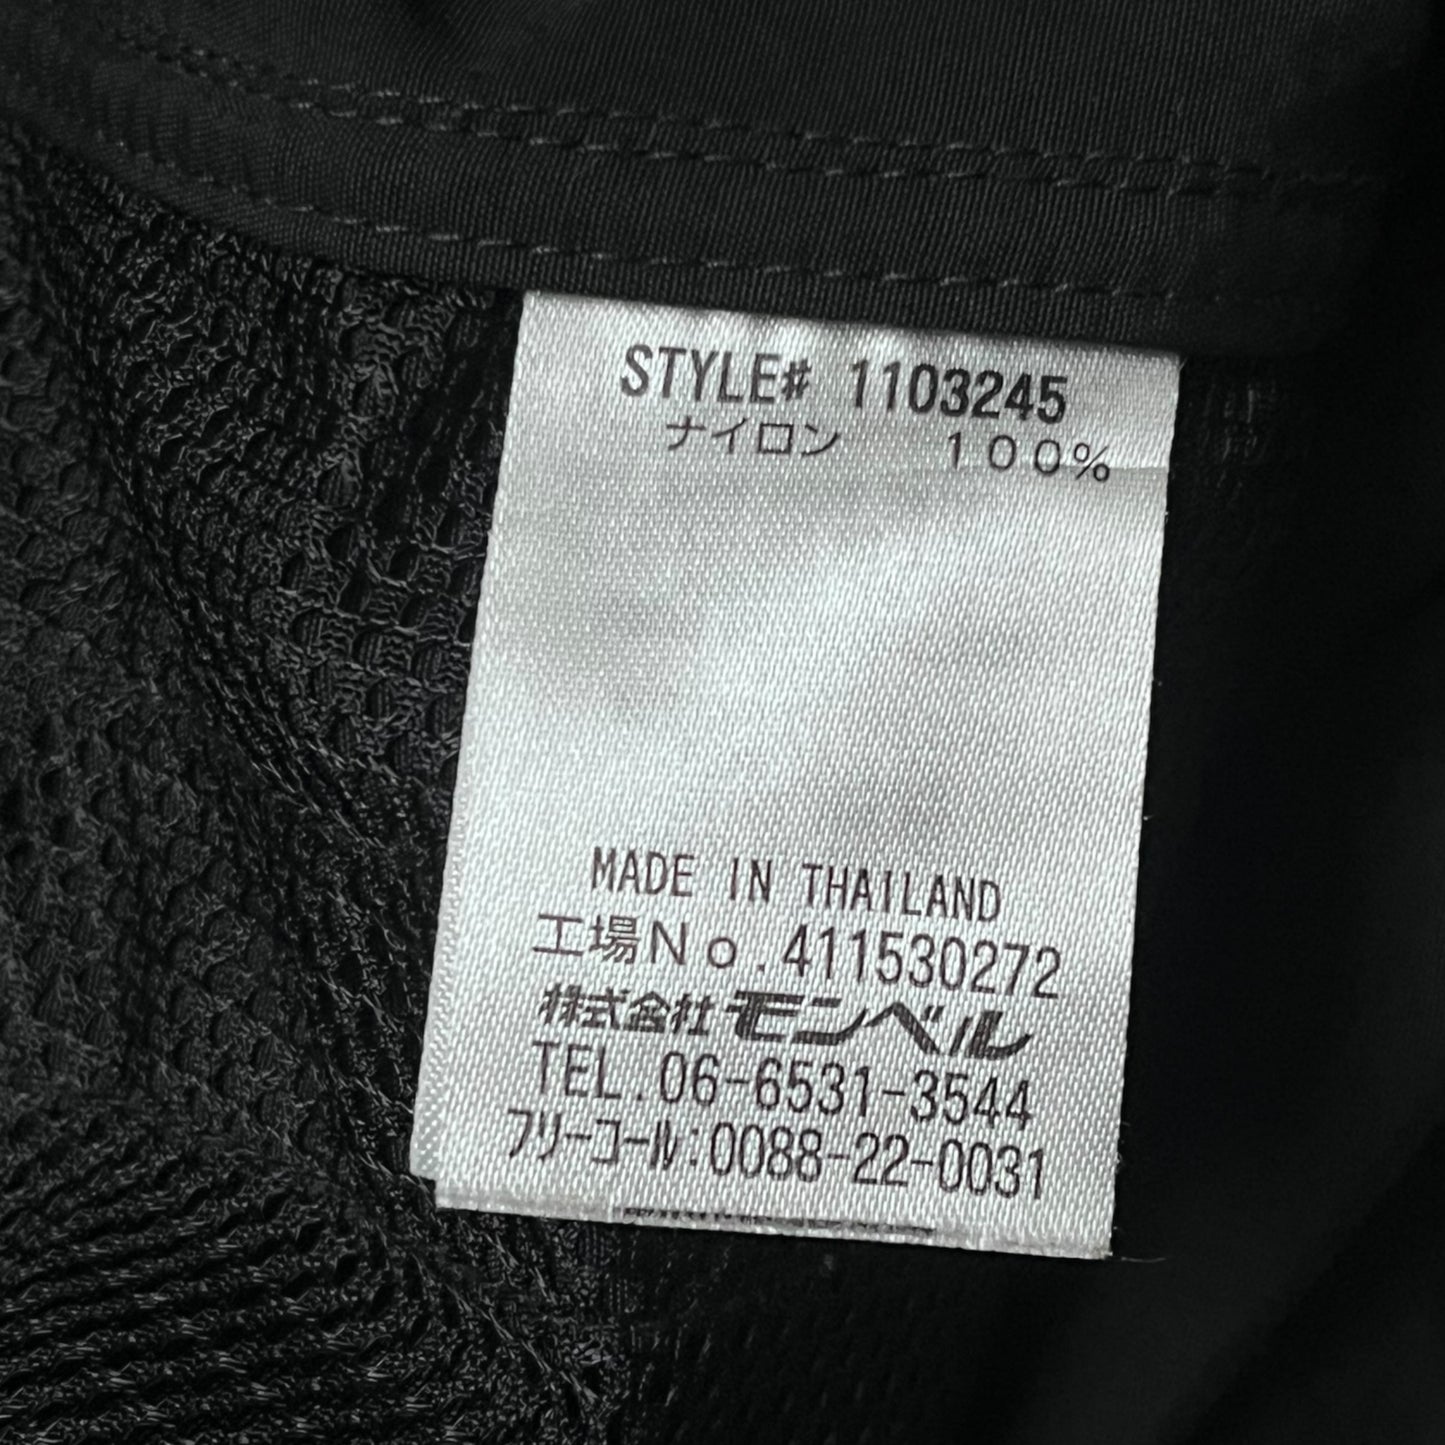 STYLE# 1103245
ナイロン 100%
MADE IN THAILAND
工場No.411530272
株式会社モンベル
TEL.06-6531-3544
フリーコール:0088-22-0031